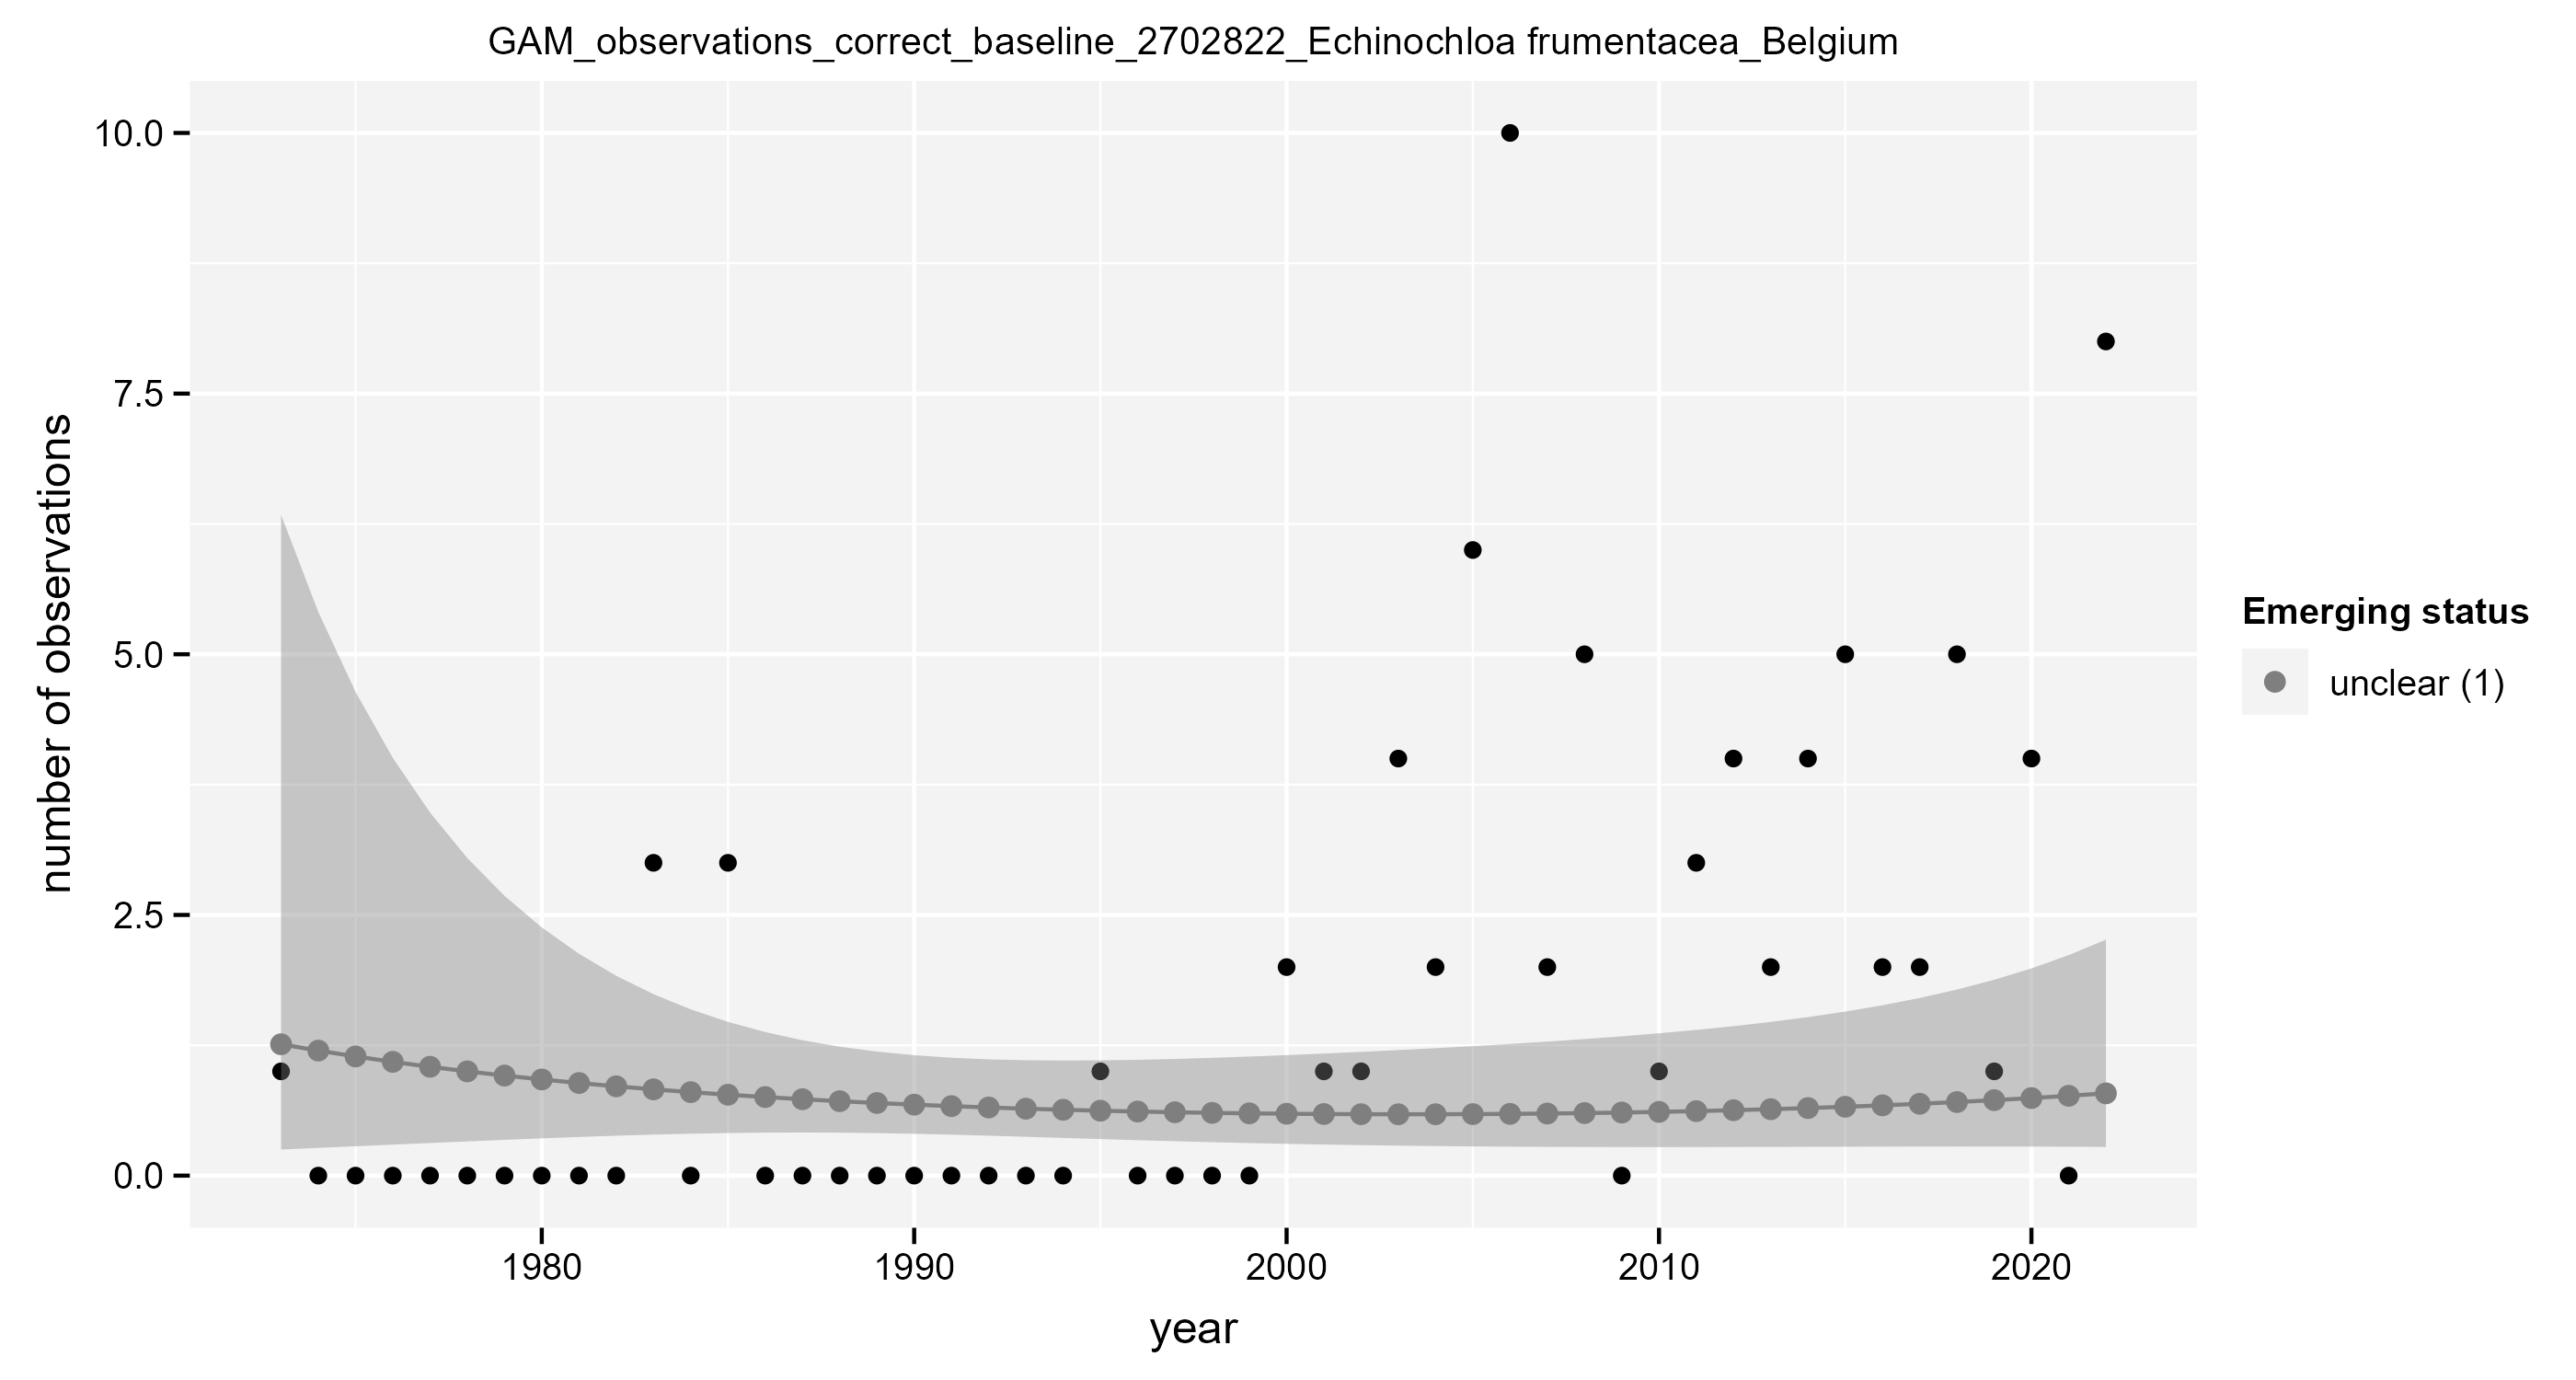 GAM_observations_correct_baseline_2702822_Echinochloa frumentacea_Belgium
10.0
7.5
5.0
2.5
0.0
number of observations
1980 1990 2000 2010 2020
year
Emerging status
unclear (1)